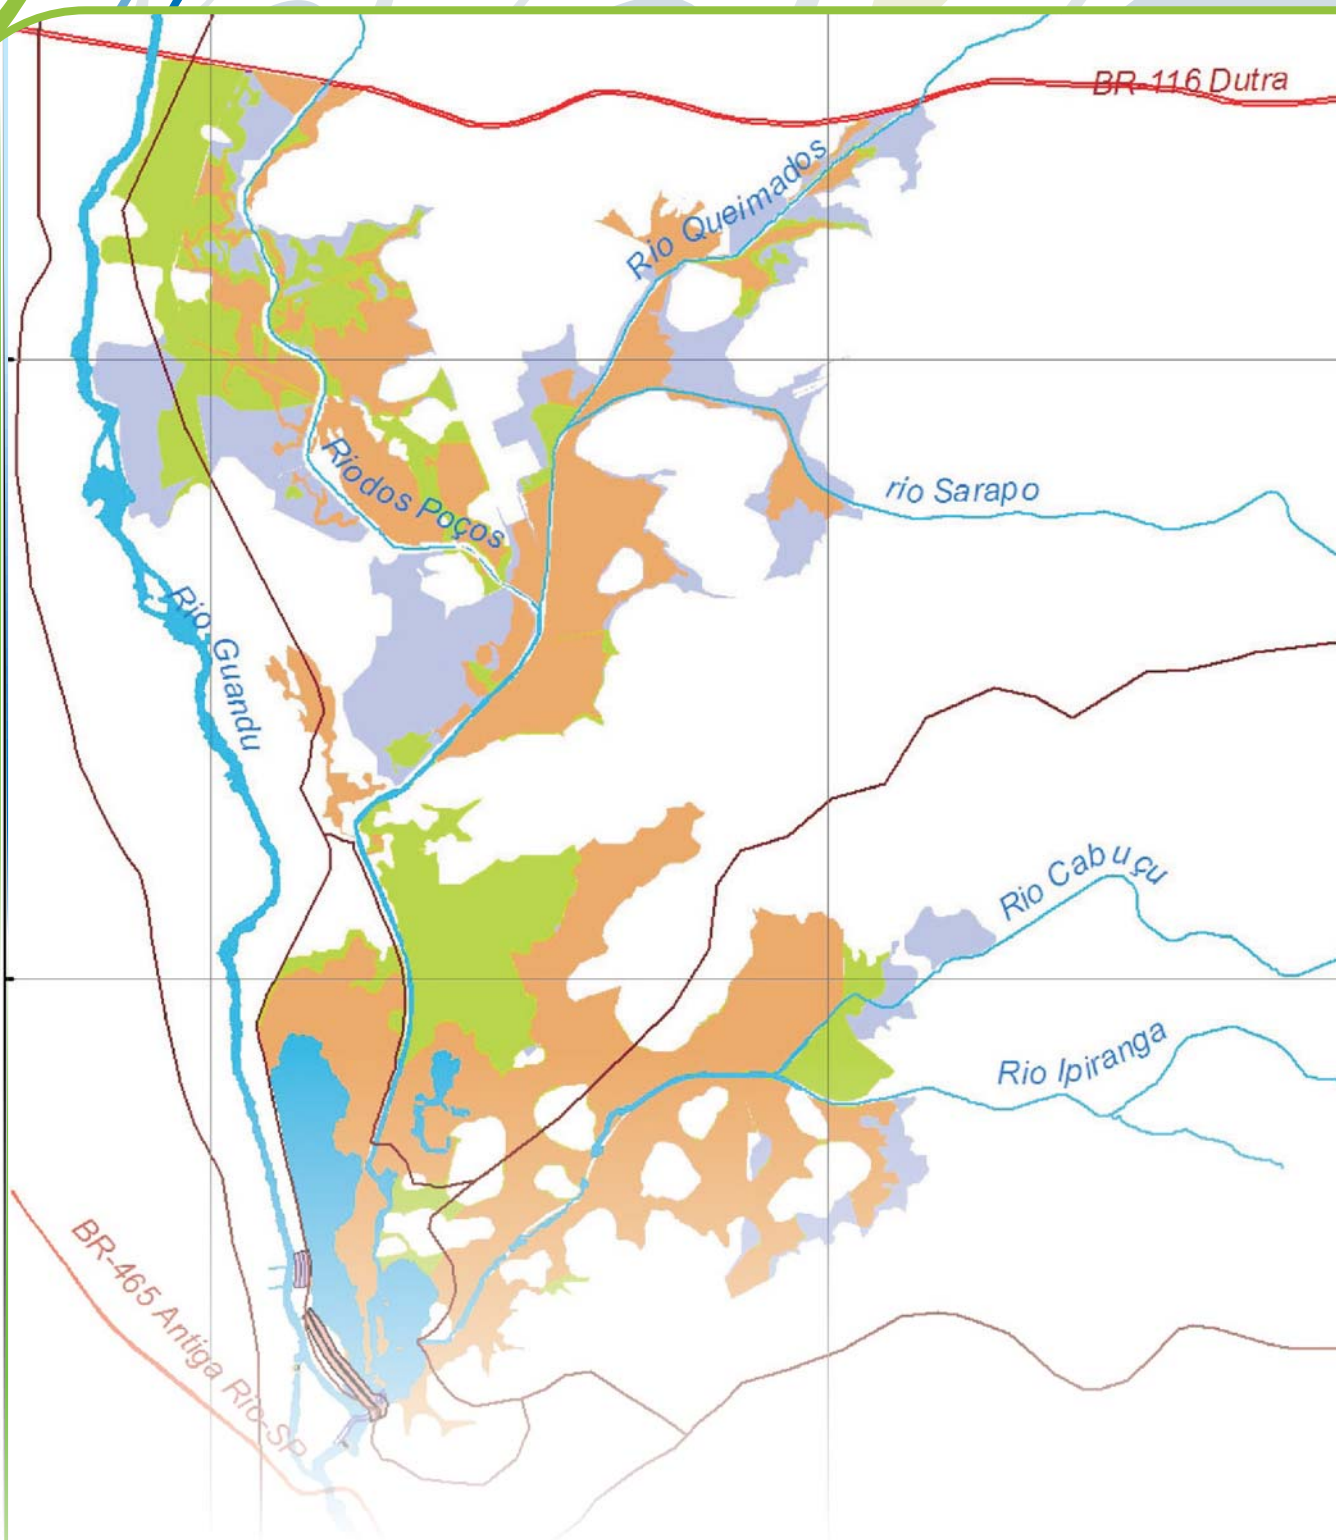 BR-116 Dutra
Rio Queimados
rio Sarapo
Riodos Poços
Rio Guandu
Rio Cabuçu
Rio Ipiranga
BR-465 Antiga Rio-SP